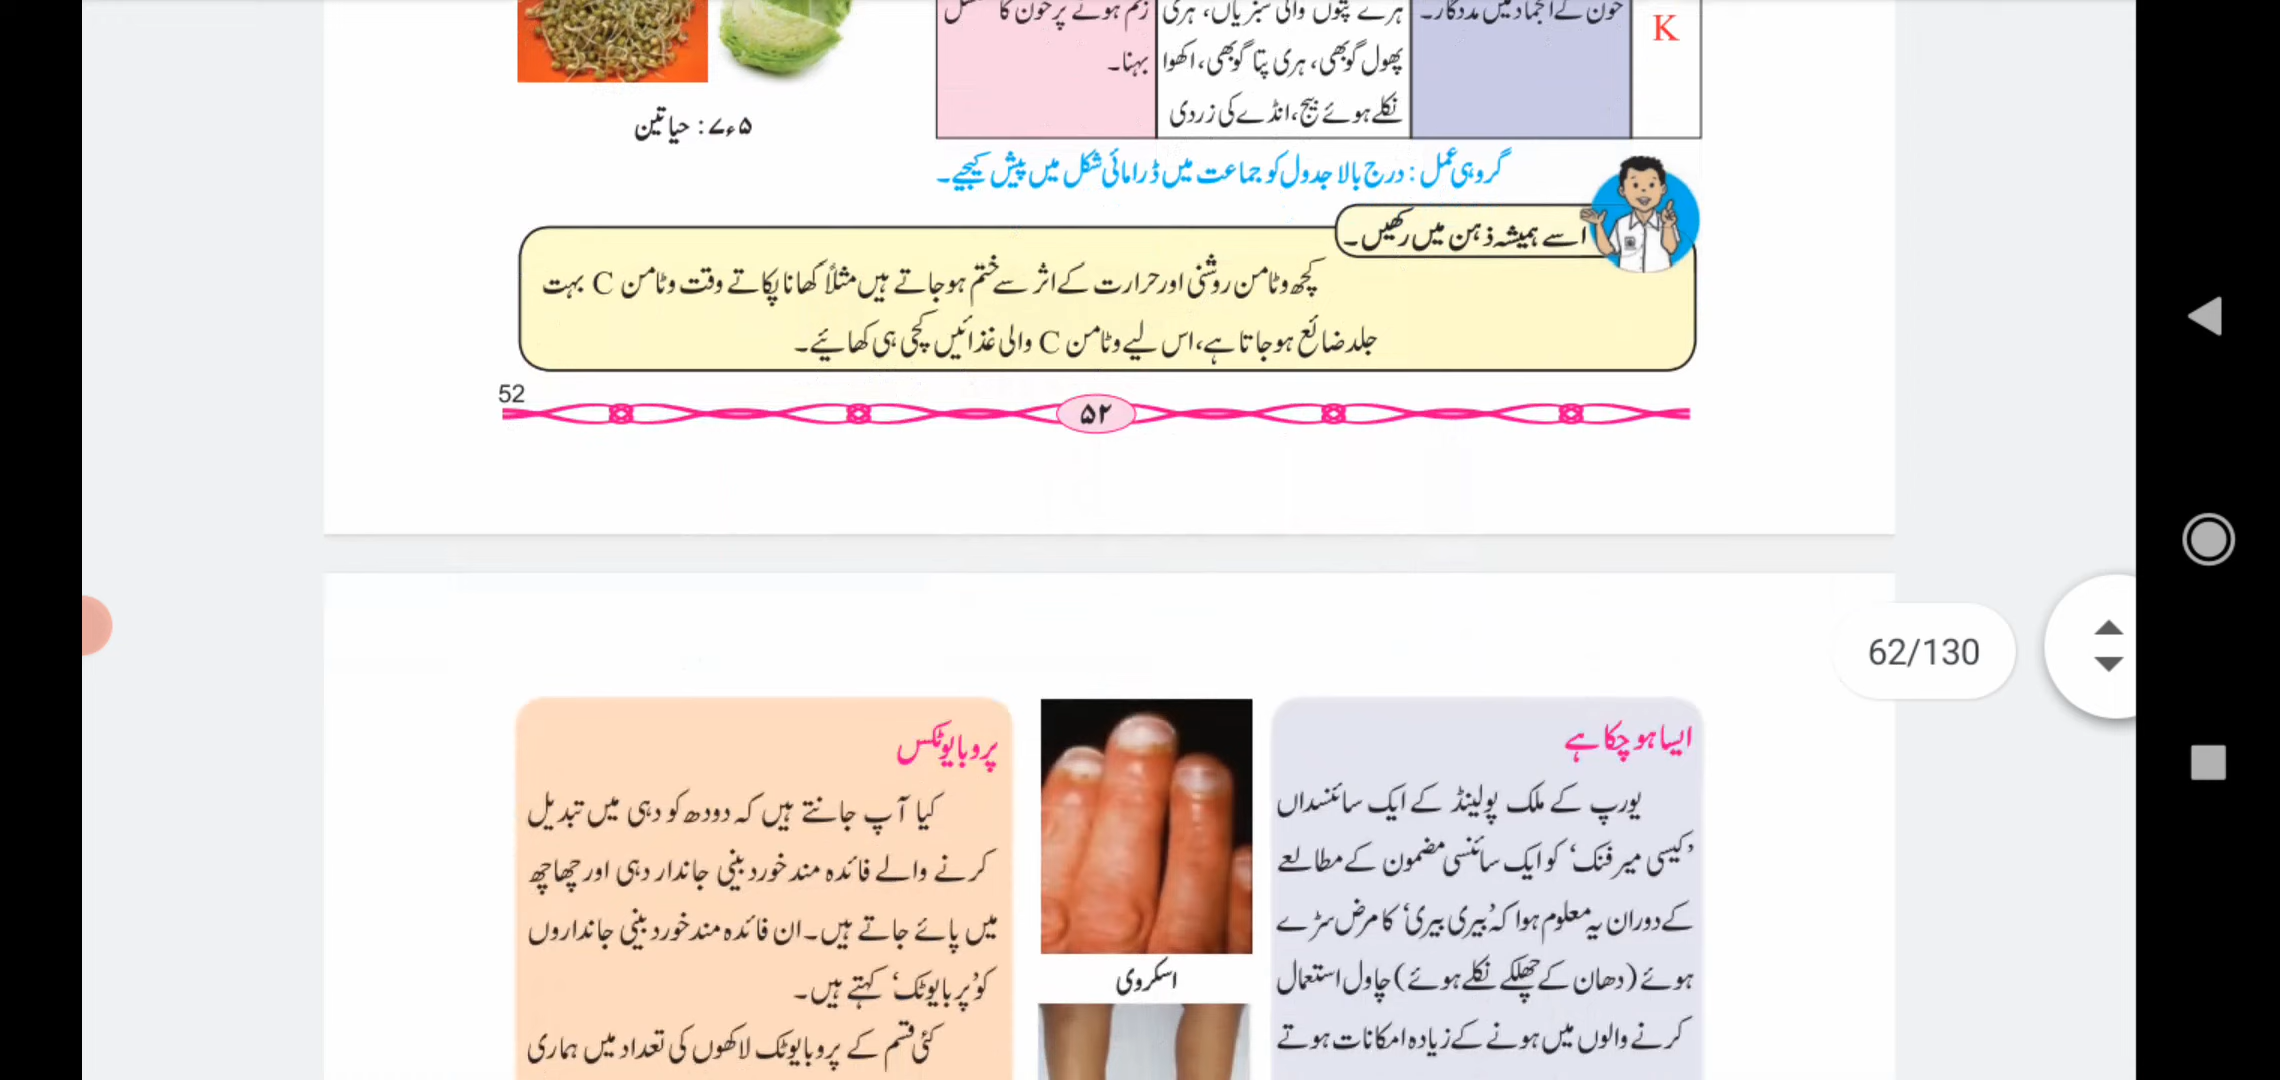 K
خون کے انجماد میں مددگار۔
ہرے پتوں والی سبزیاں، ہری
پھول گوبھی، ہری پتا گوبھی، اکھوا
نکلے ہوئے بیج، انڈے کی زردی
زخم ہونے پر خون کا مسلسل
بہنا۔
۵ء۷ : حیاتین
گروہی عمل : درج بالا جدول کو جماعت میں ڈرامائی شکل میں پیش کیجیے۔
اسے ہمیشہ ذہن میں رکھیں۔
کچھ وٹامن روشنی اور حرارت کے اثر سے ختم ہو جاتے ہیں مثلاً کھانا پکاتے وقت وٹامن C بہت
جلد ضائع ہو جاتا ہے، اس لیے وٹامن C والی غذائیں کچی ہی کھائیے۔
52
۵۲
62/130
ایسا ہو چکا ہے
یورپ کے ملک پولینڈ کے ایک سائنسداں
'کیسی میر فنک' کو ایک سائنسی مضمون کے مطالعے
کے دوران یہ معلوم ہوا کہ 'بیری بیری' کا مرض سڑے
ہوئے (دھان کے چھلکے نکلے ہوئے) چاول استعمال
کرنے والوں میں ہونے کے زیادہ امکانات ہوتے
اسکروی
پروبایوٹکس
کیا آپ جانتے ہیں کہ دودھ کو دہی میں تبدیل
کرنے والے فائدہ مند خوردبینی جاندار دہی اور چھاچھ
میں پائے جاتے ہیں۔ ان فائدہ مند خوردبینی جانداروں
کو 'پربایوٹک' کہتے ہیں۔
کئی قسم کے پروبایوٹک لاکھوں کی تعداد میں ہماری